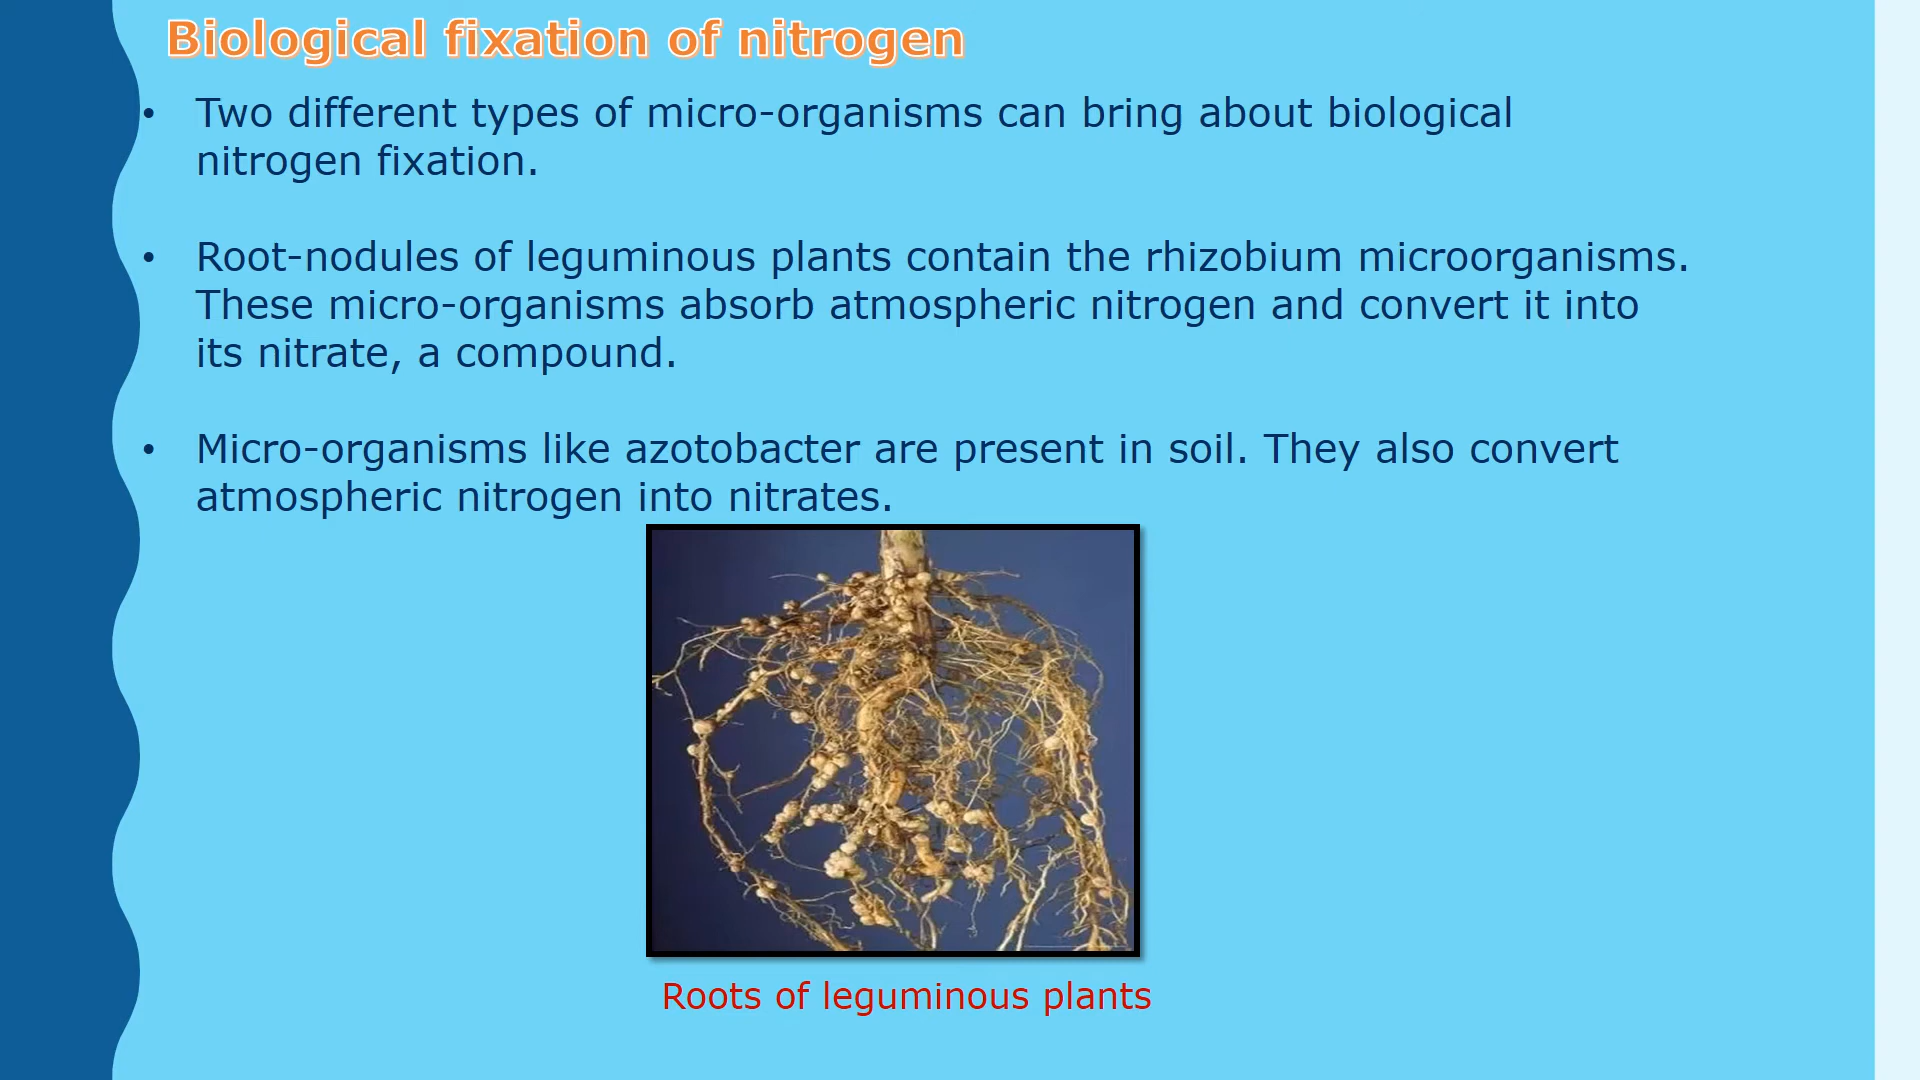 Biological fixation of nitrogen
• Two different types of micro-organisms can bring about biological
nitrogen fixation.
• Root-nodules of leguminous plants contain the rhizobium microorganisms.
These micro-organisms absorb atmospheric nitrogen and convert it into
its nitrate, a compound.
• Micro-organisms like azotobacter are present in soil. They also convert
atmospheric nitrogen into nitrates.
Roots of leguminous plants